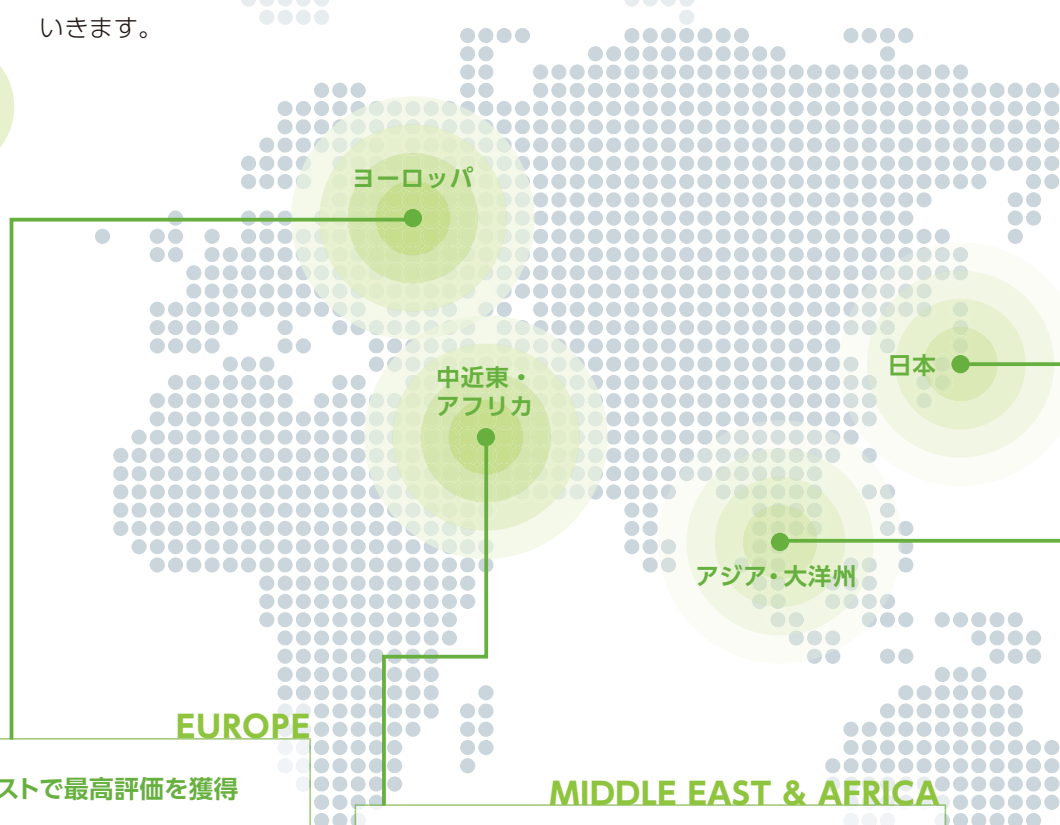 いきます。
ヨーロッパ
中近東・
アフリカ
日本
アジア・大洋州
EUROPE
ストで最高評価を獲得
MIDDLE EAST & AFRICA